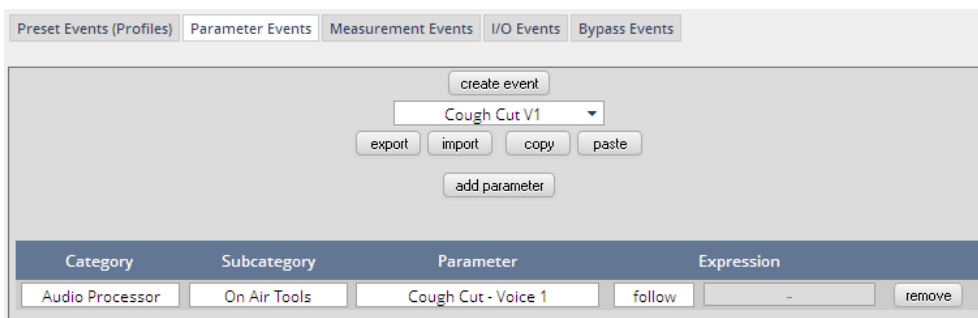 Preset Events (Profiles) Parameter Events Measurement Events I/O Events Bypass Events
create event
Cough Cut V1
export import copy paste
add parameter
Category Subcategory Parameter Expression
Audio Processor On Air Tools Cough Cut - Voice 1 follow - remove